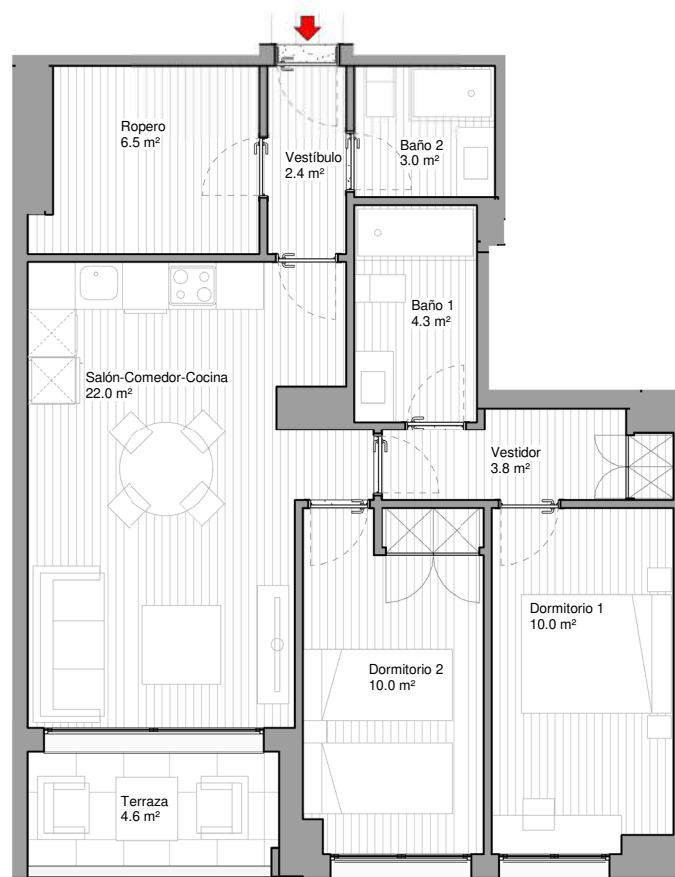 Ropero
6.5 m²
Vestíbulo
2.4 m²
Baño 2
3.0 m²
Baño 1
4.3 m²
Salón-Comedor-Cocina
22.0 m²
Vestidor
3.8 m²
Dormitorio 1
10.0 m²
Dormitorio 2
10.0 m²
Terraza
4.6 m²